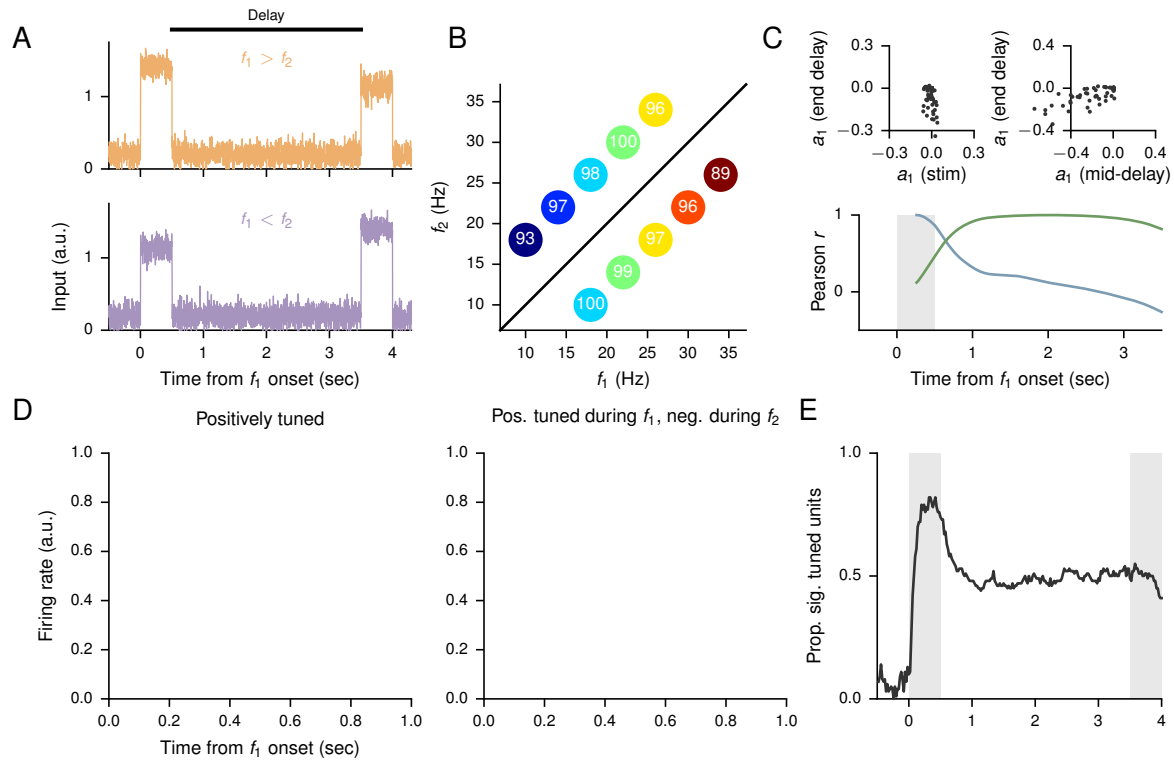 A
Delay
f1 > f2
1
0
f1 < f2
1
0
Input (a.u.)
0 1 2 3 4
Time from f1 onset (sec)
B
35
30
25
20
15
10
f2 (Hz)
96
100
98
89
97
96
93
97
99
100
10 15 20 25 30 35
f1 (Hz)
C
0.3
0.0
−0.3
a1 (end delay)
−0.3 0.0 0.3
a1 (stim)
0.4
0.0
−0.4
a1 (end delay)
−0.4 0.0 0.4
a1 (mid-delay)
1
0
Pearson r
0 1 2 3
Time from f1 onset (sec)
D
Positively tuned
1.0
0.8
0.6
0.4
0.2
0.0
Firing rate (a.u.)
0.0 0.2 0.4 0.6 0.8 1.0
Time from f1 onset (sec)
Pos. tuned during f1, neg. during f2
1.0
0.8
0.6
0.4
0.2
0.0
0.0 0.2 0.4 0.6 0.8 1.0
E
1.0
0.5
0.0
Prop. sig. tuned units
0 1 2 3 4